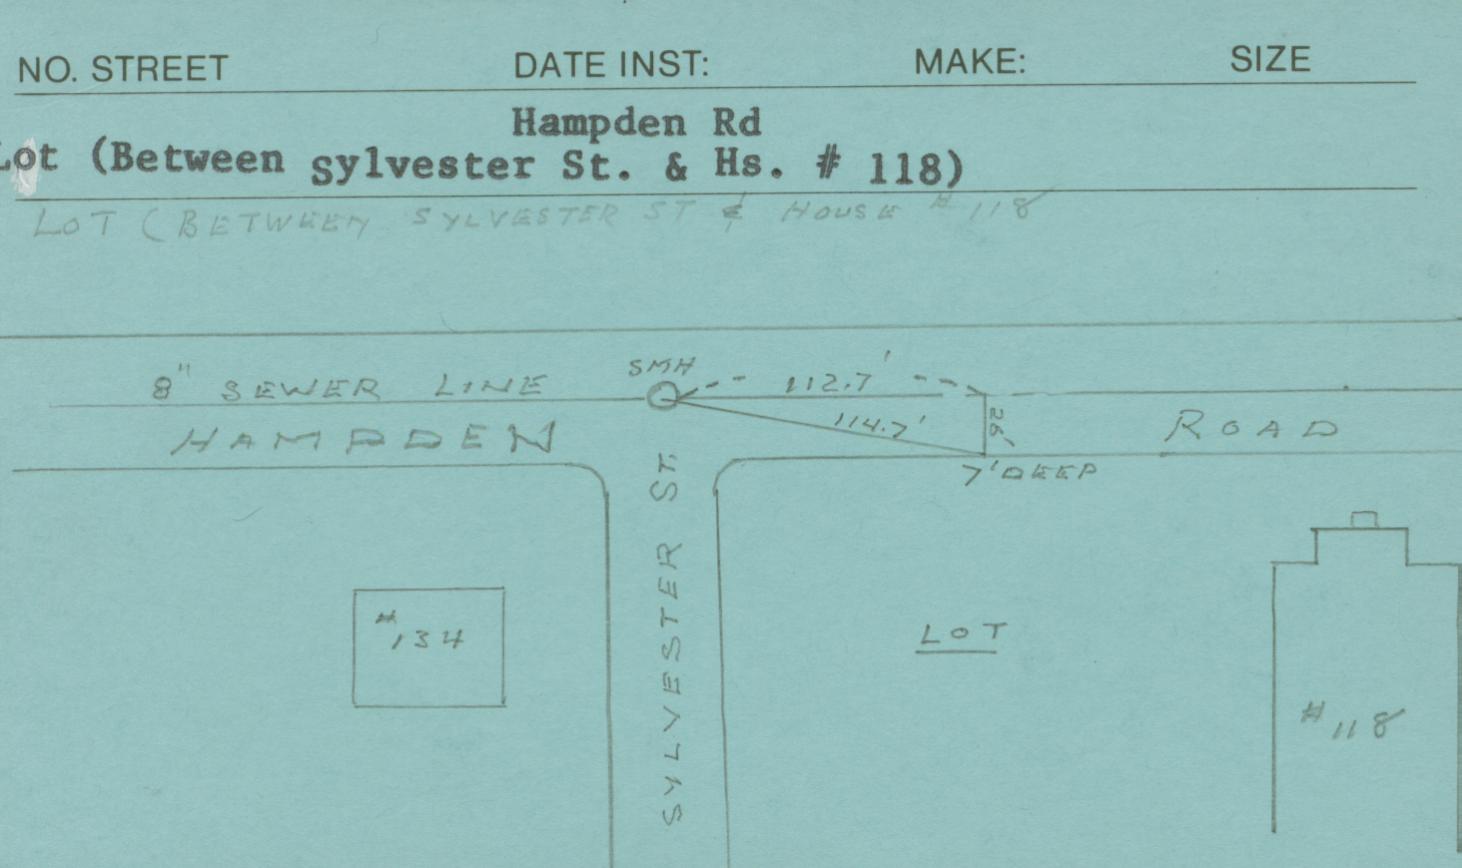 NO. STREET DATE INST: MAKE: SIZE
Hampden Rd
Lot (Between sylvester St. & Hs. # 118)
LOT (BETWEEN SYLVESTER ST & HOUSE # 118
SMH
8" SEWER LINE 112.7'
HAMPDEN 114.7' ROAD
7' DEEP
SYLVESTER ST.
#134
LOT
#118